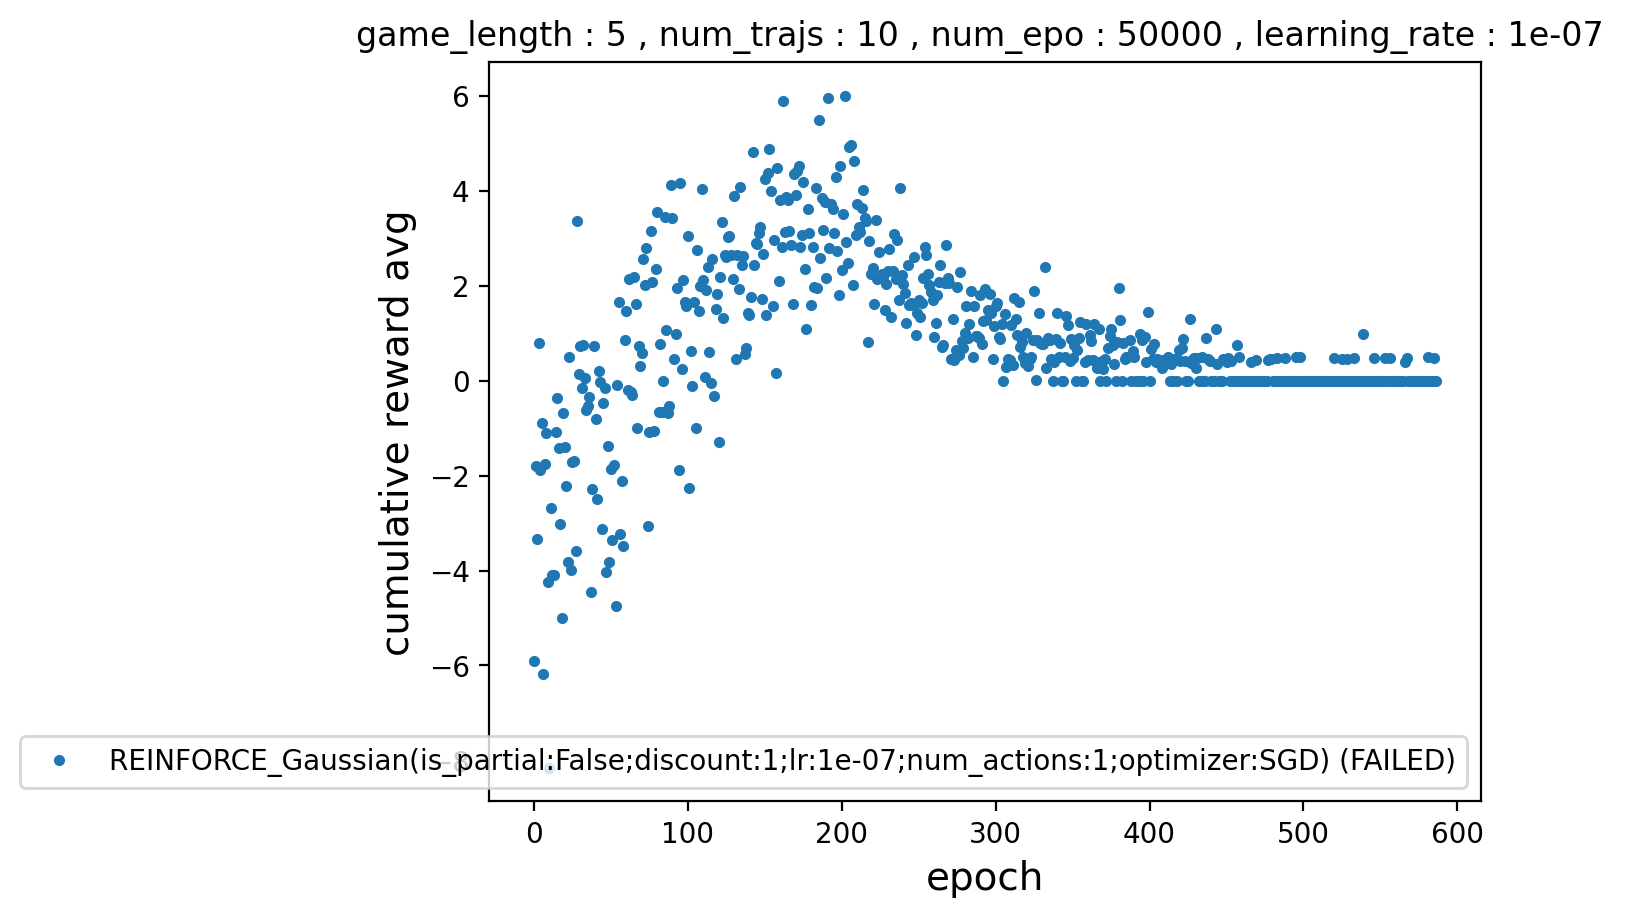 game_length : 5 , num_trajs : 10 , num_epo : 50000 , learning_rate : 1e-07
cumulative reward avg
6
4
2
0
−2
−4
−6
−8
REINFORCE_Gaussian(is_partial:False;discount:1;lr:1e-07;num_actions:1;optimizer:SGD) (FAILED)
0 100 200 300 400 500 600
epoch